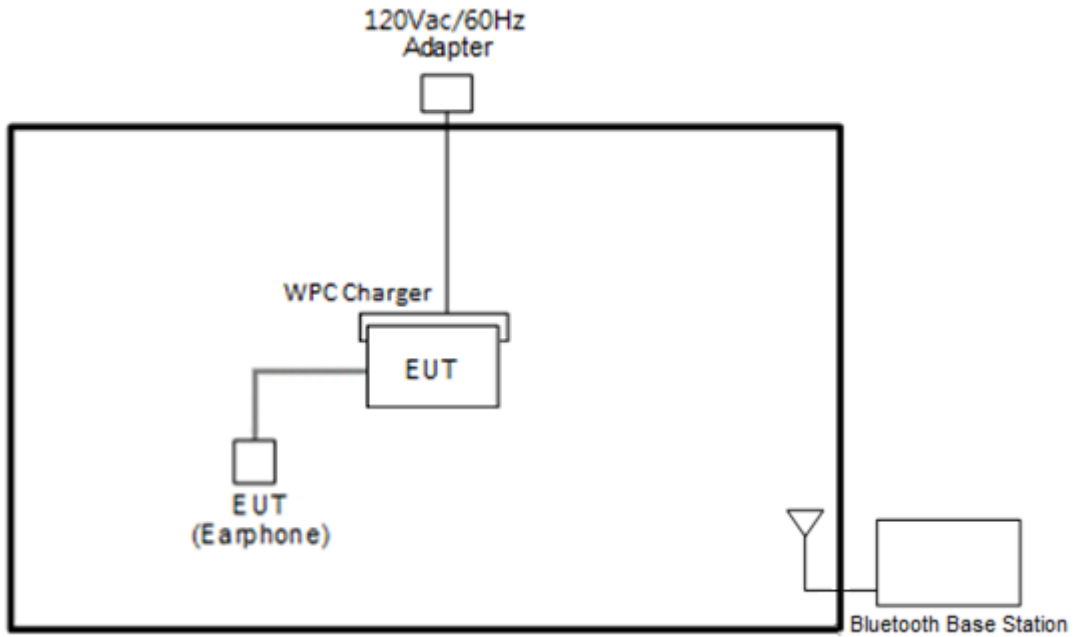 120Vac/60Hz
Adapter
WPC Charger
EUT
EUT
(Earphone)
Bluetooth Base Station